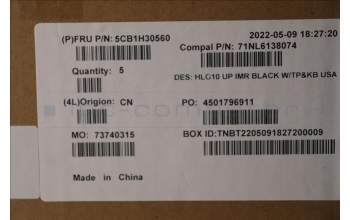 (P)FRU P/N: 5CB1H30560
2022-05-09 18:27:20
Compal P/N: 71NL6138074
Quantity: 5
DES: HLG10 UP IMR BLACK W/TP&KB USA
(4L)Origion: CN
PO: 4501796911
MO: 73740315
BOX ID:TNBT2205091827200009
Made in China